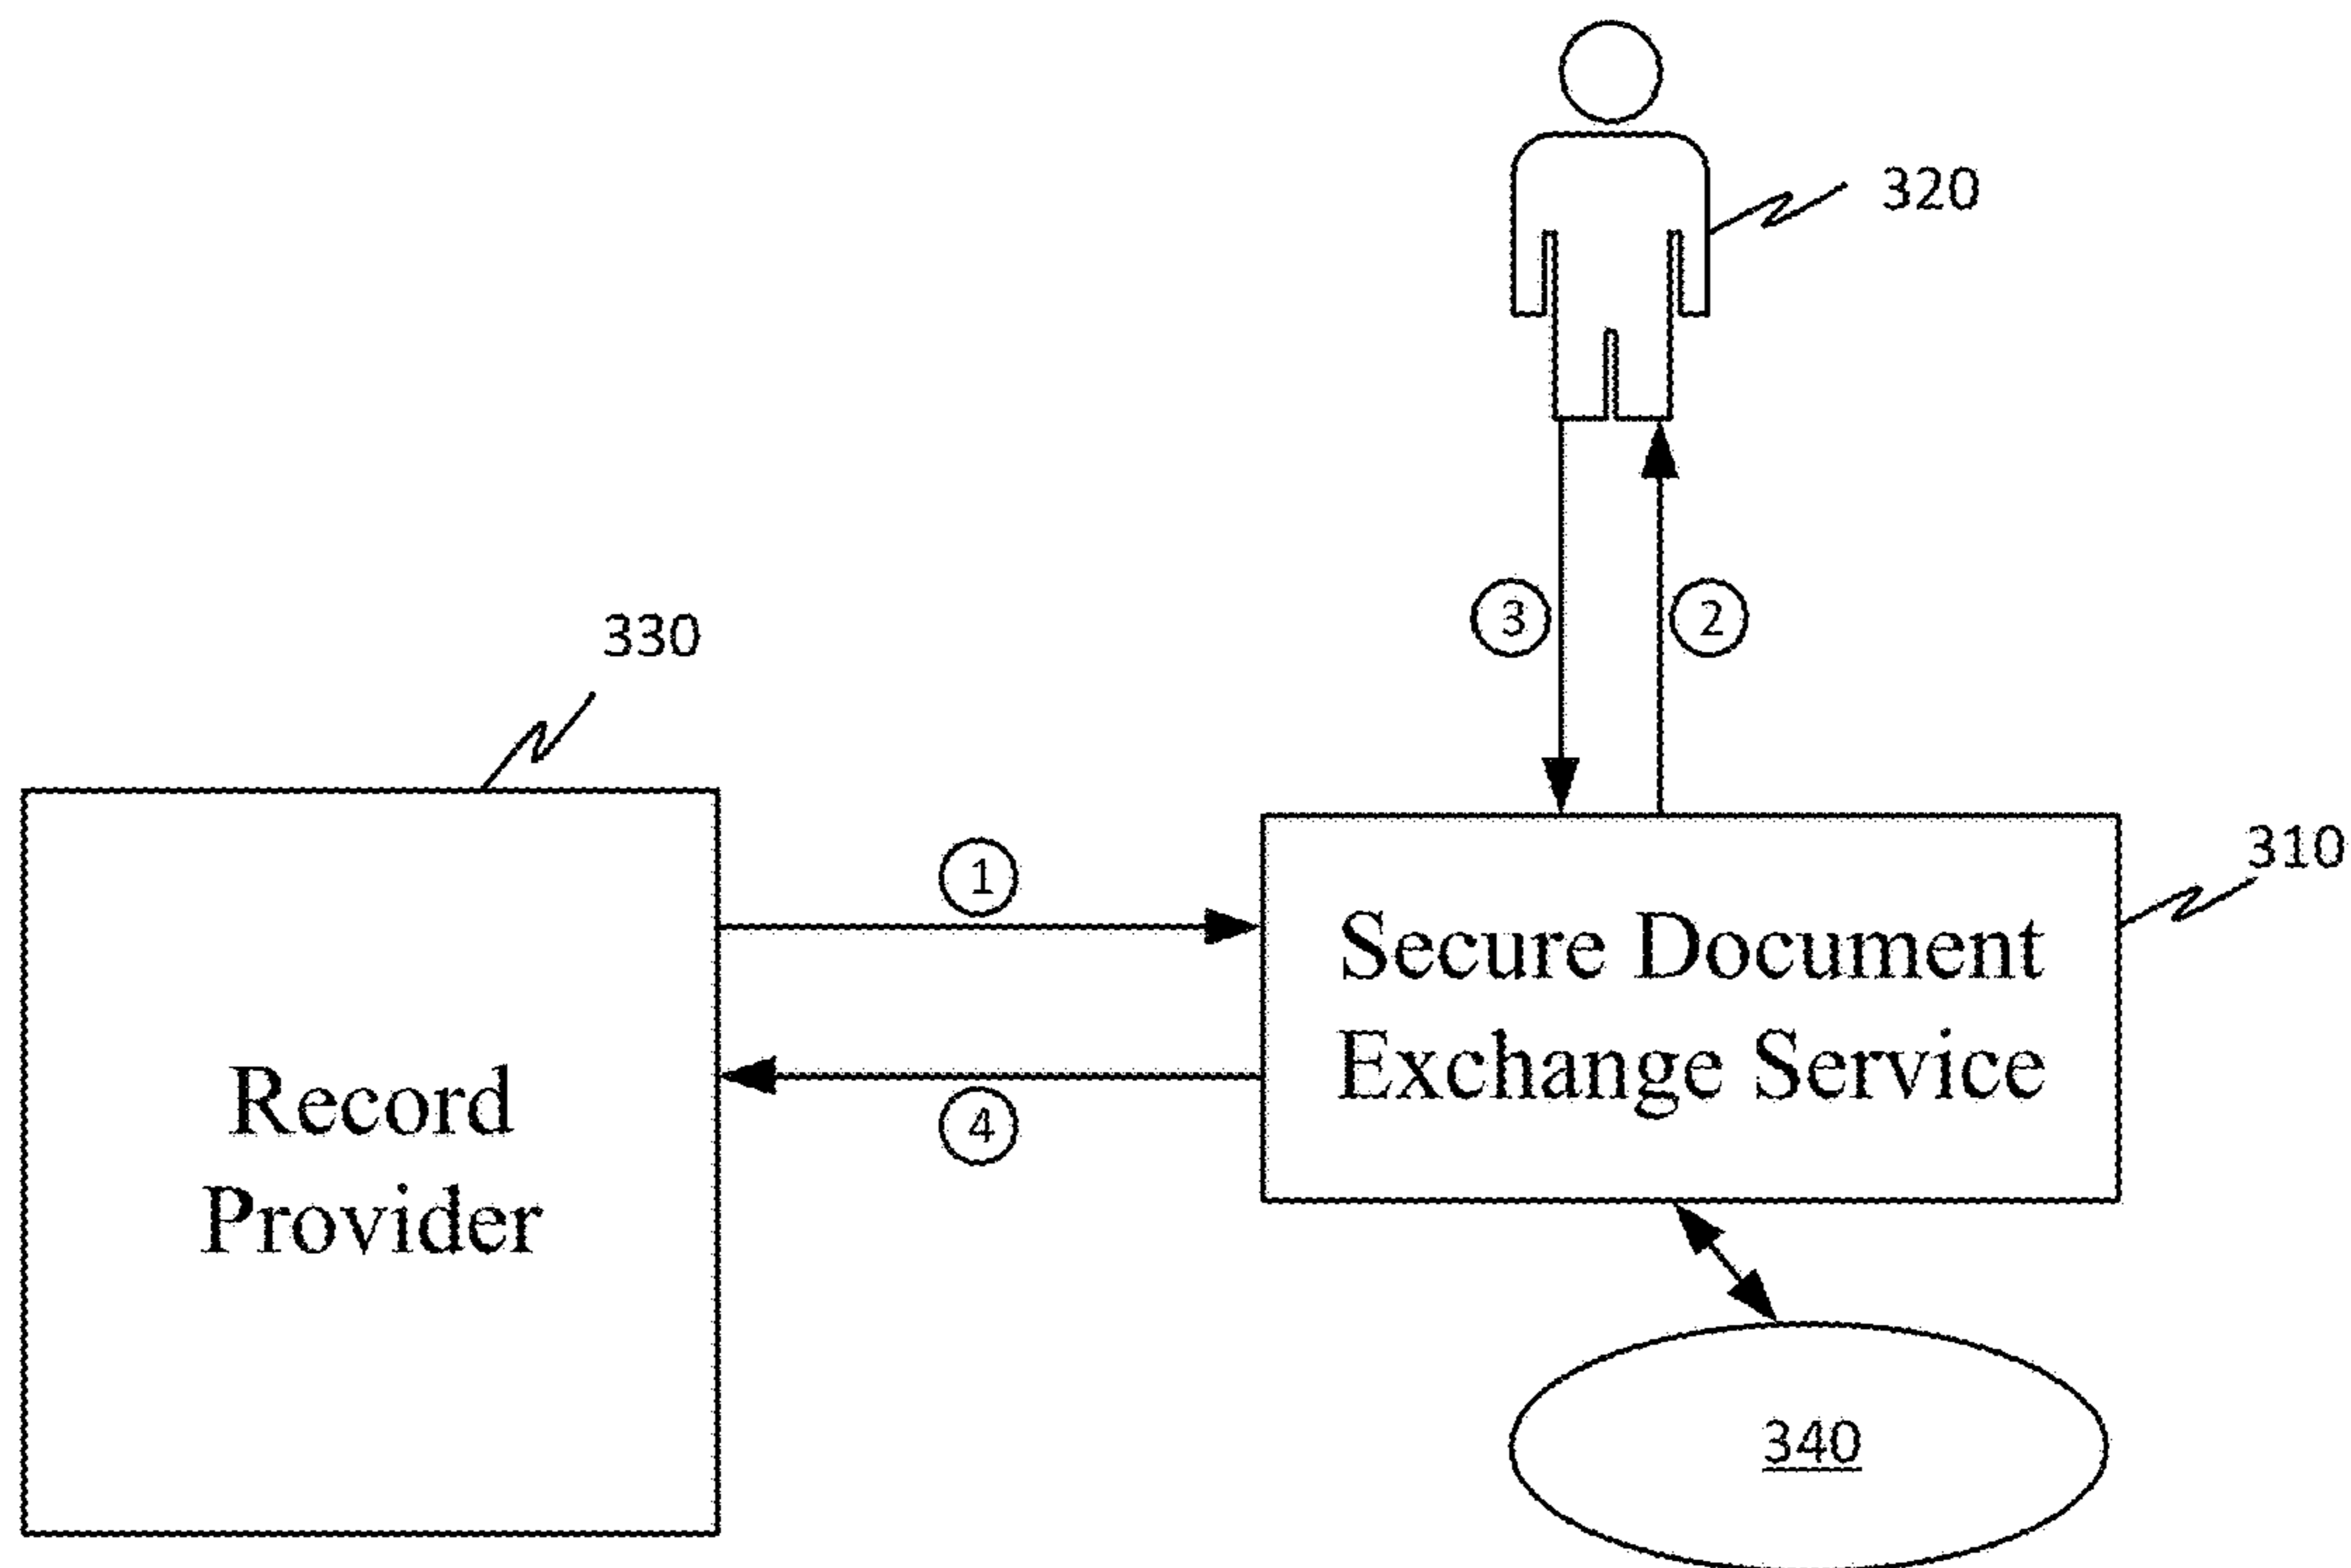 320
3
2
330
310
1
Secure Document
Exchange Service
4
Record
Provider
340